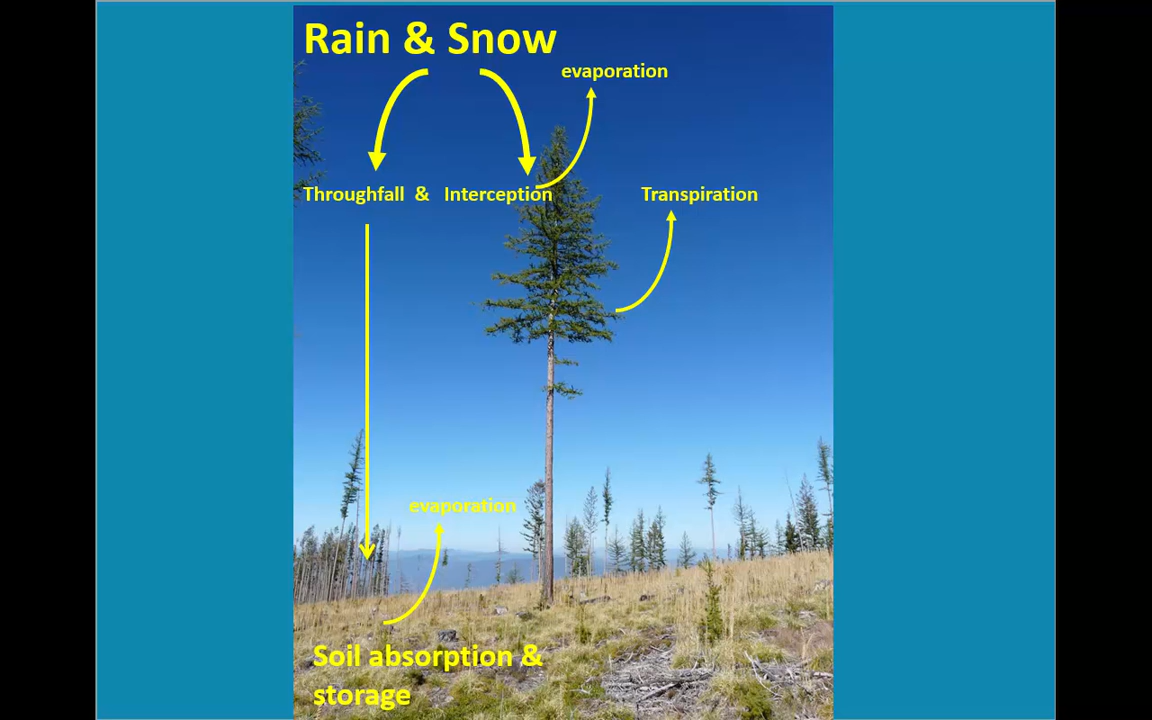 Rain & Snow
evaporation
Throughfall & Interception
Transpiration
evaporation
Soil absorption &
storage